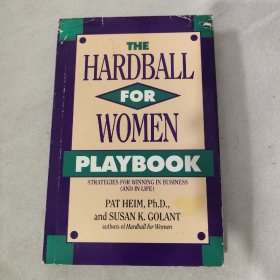 THE
HARDBALL
FOR
WOMEN
PLAYBOOK
STRATEGIES FOR WINNING IN BUSINESS
(AND IN LIFE)
PAT HEIM, Ph.D.,
and SUSAN K. GOLANT
authors of Hardball for Women